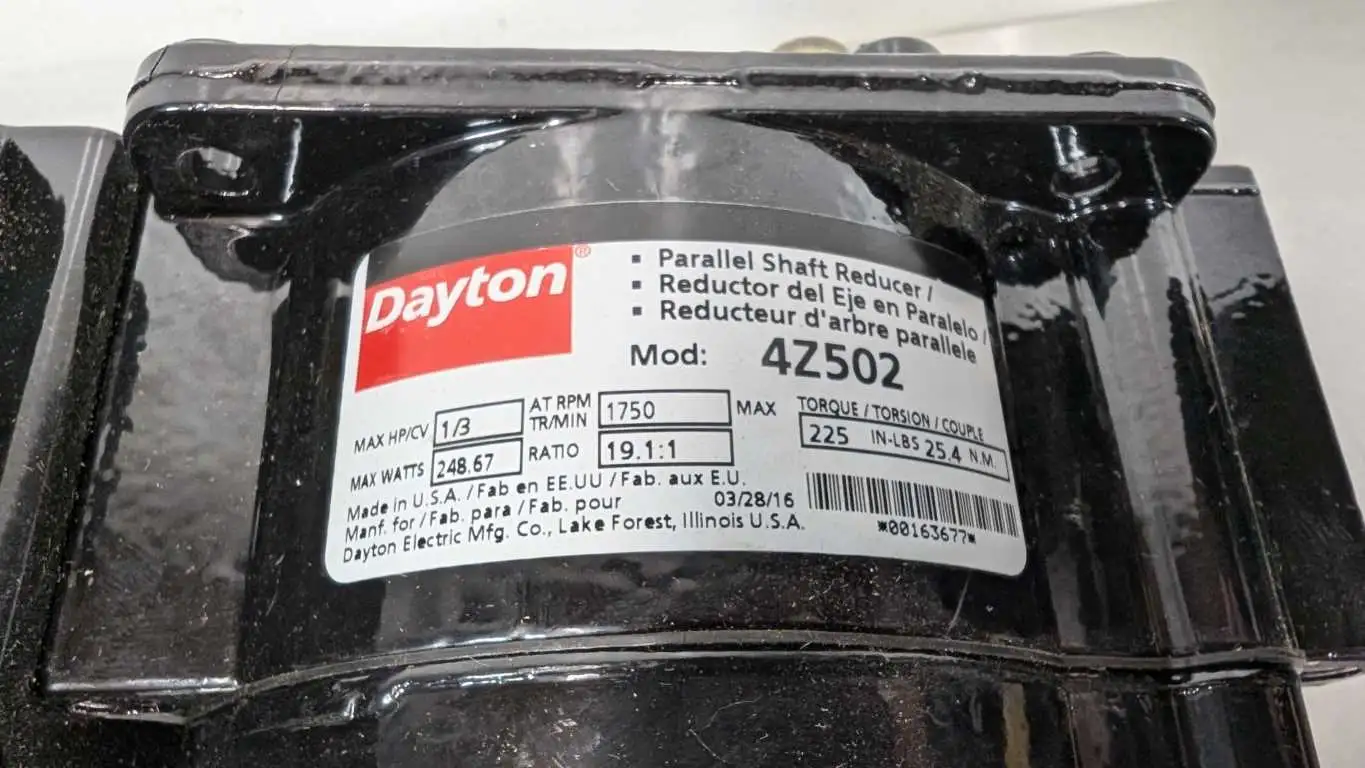 Dayton®
▪ Parallel Shaft Reducer /
▪ Reductor del Eje en Paralelo /
▪ Reducteur d'arbre parallele
Mod: 4Z502
MAX HP/CV 1/3 AT RPM TR/MIN 1750 MAX
TORQUE / TORSION / COUPLE
225 IN-LBS 25.4 N.M.
MAX WATTS 248.67 RATIO 19.1:1
Made in U.S.A. / Fab en EE.UU / Fab. aux E.U.
Manf. for / Fab. para / Fab. pour 03/28/16
Dayton Electric Mfg. Co., Lake Forest, Illinois U.S.A.
*00163677*